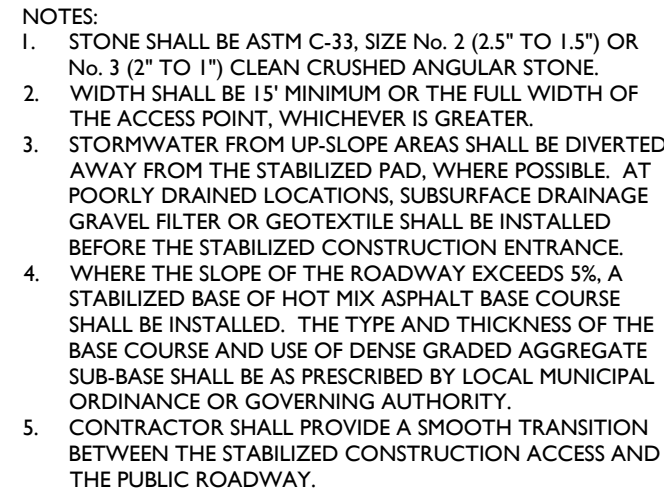 NOTES:
1. STONE SHALL BE ASTM C-33, SIZE No. 2 (2.5" TO 1.5") OR
No. 3 (2" TO 1") CLEAN CRUSHED ANGULAR STONE.
2. WIDTH SHALL BE 15' MINIMUM OR THE FULL WIDTH OF
THE ACCESS POINT, WHICHEVER IS GREATER.
3. STORMWATER FROM UP-SLOPE AREAS SHALL BE DIVERTED
AWAY FROM THE STABILIZED PAD, WHERE POSSIBLE. AT
POORLY DRAINED LOCATIONS, SUBSURFACE DRAINAGE
GRAVEL FILTER OR GEOTEXTILE SHALL BE INSTALLED
BEFORE THE STABILIZED CONSTRUCTION ENTRANCE.
4. WHERE THE SLOPE OF THE ROADWAY EXCEEDS 5%, A
STABILIZED BASE OF HOT MIX ASPHALT BASE COURSE
SHALL BE INSTALLED. THE TYPE AND THICKNESS OF THE
BASE COURSE AND USE OF DENSE GRADED AGGREGATE
SUB-BASE SHALL BE AS PRESCRIBED BY LOCAL MUNICIPAL
ORDINANCE OR GOVERNING AUTHORITY.
5. CONTRACTOR SHALL PROVIDE A SMOOTH TRANSITION
BETWEEN THE STABILIZED CONSTRUCTION ACCESS AND
THE PUBLIC ROADWAY.